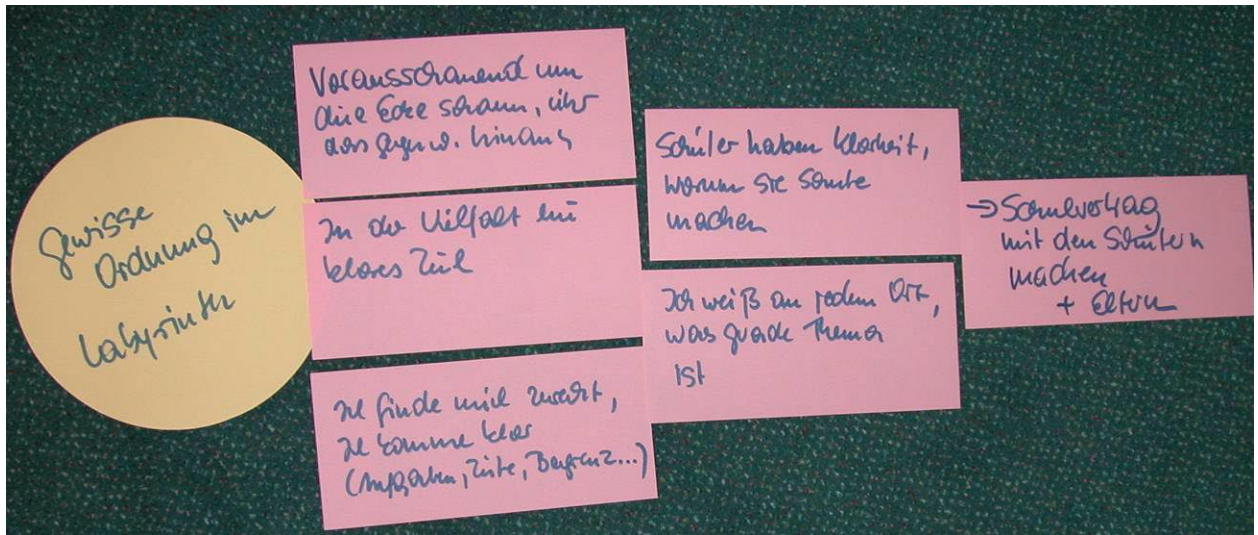 Gewisse
Ordnung im
Labyrinth
Vorausschauend um
die Ecke schauen, über
das gegenw. hinaus
In der Vielfalt ein
klares Ziel
Ich finde mich zurecht,
Ich komme klar
(Aufgaben, Ziele, Begrenz...)
Schüler haben Klarheit,
warum sie
machen
Ich weiß an jedem Ort,
was gerade Thema
ist
→
mit den Schülern
machen
+ Eltern